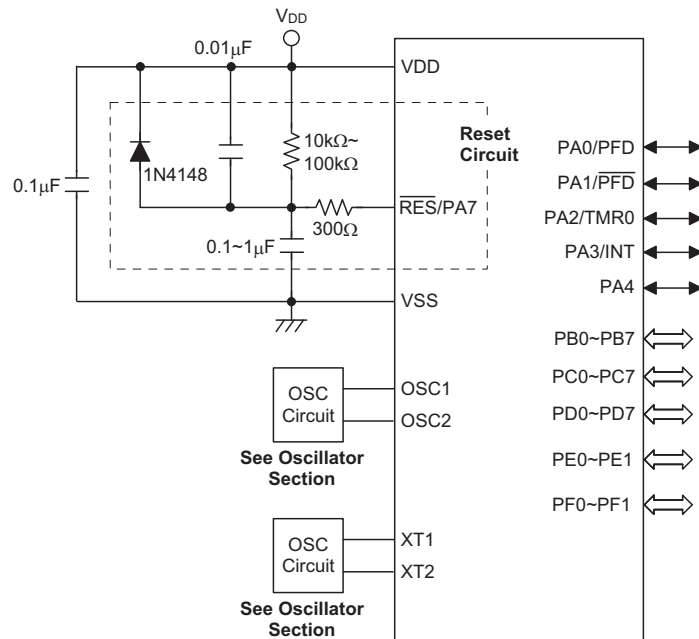 VDD
0.01μF
VDD
10kΩ~
100kΩ
Reset
Circuit
1N4148
0.1μF
RES/PA7
300Ω
0.1~1μF
VSS
OSC
Circuit
OSC1
OSC2
See Oscillator
Section
OSC
Circuit
XT1
XT2
See Oscillator
Section
PA0/PFD
PA1/PFD
PA2/TMR0
PA3/INT
PA4
PB0~PB7
PC0~PC7
PD0~PD7
PE0~PE1
PF0~PF1